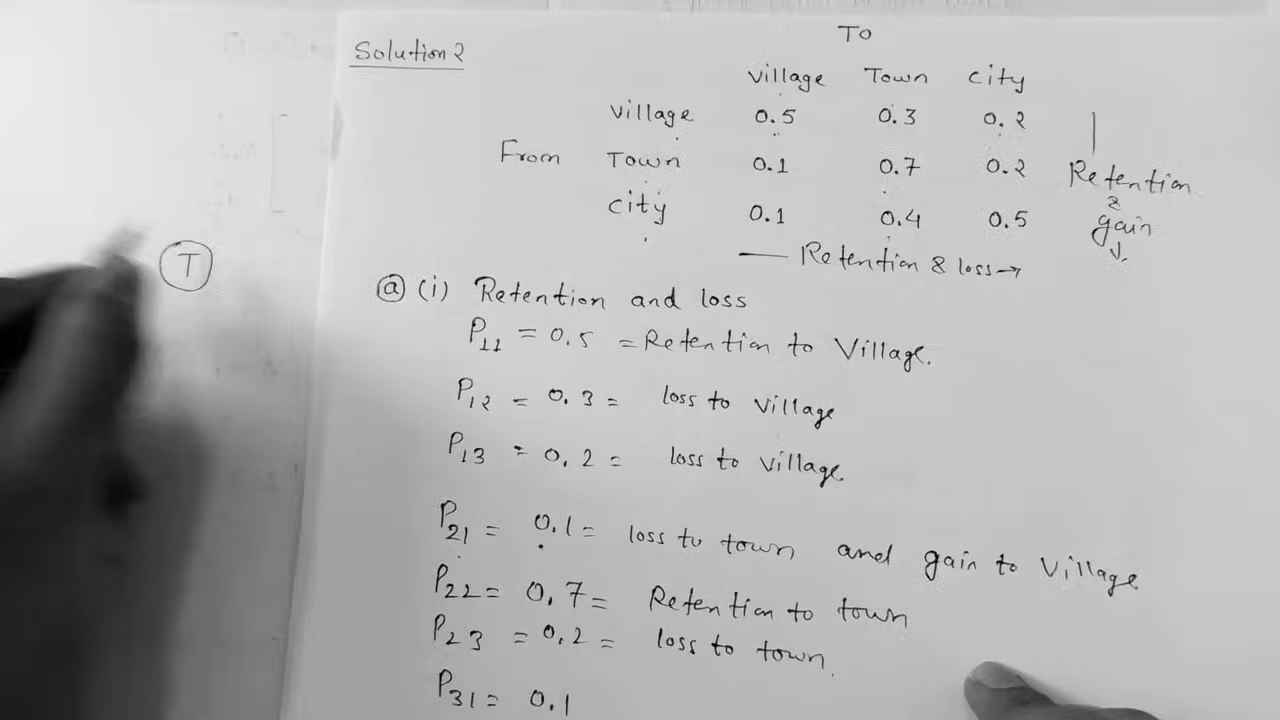 Solution 2
To
village Town City
village 0.5 0.3 0.2
From Town 0.1 0.7 0.2 Retention
& gain
city 0.1 0.4 0.5
Retention & loss →
T
ⓐ (i) Retention and loss
P11 = 0.5 = Retention to Village.
P12 = 0.3 = loss to village
P13 = 0.2 = loss to village
P21 = 0.1 = loss to town and gain to village
P22 = 0.7 = Retention to town
P23 = 0.2 = loss to town.
P31 = 0.1